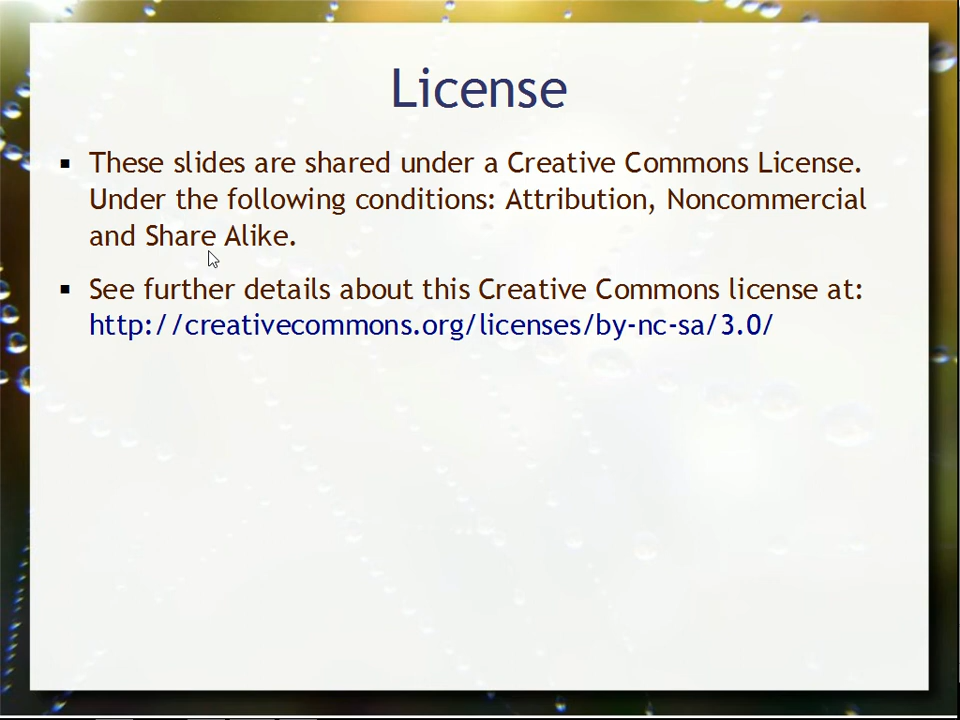 License
These slides are shared under a Creative Commons License.
Under the following conditions: Attribution, Noncommercial
and Share Alike.
See further details about this Creative Commons license at:
http://creativecommons.org/licenses/by-nc-sa/3.0/